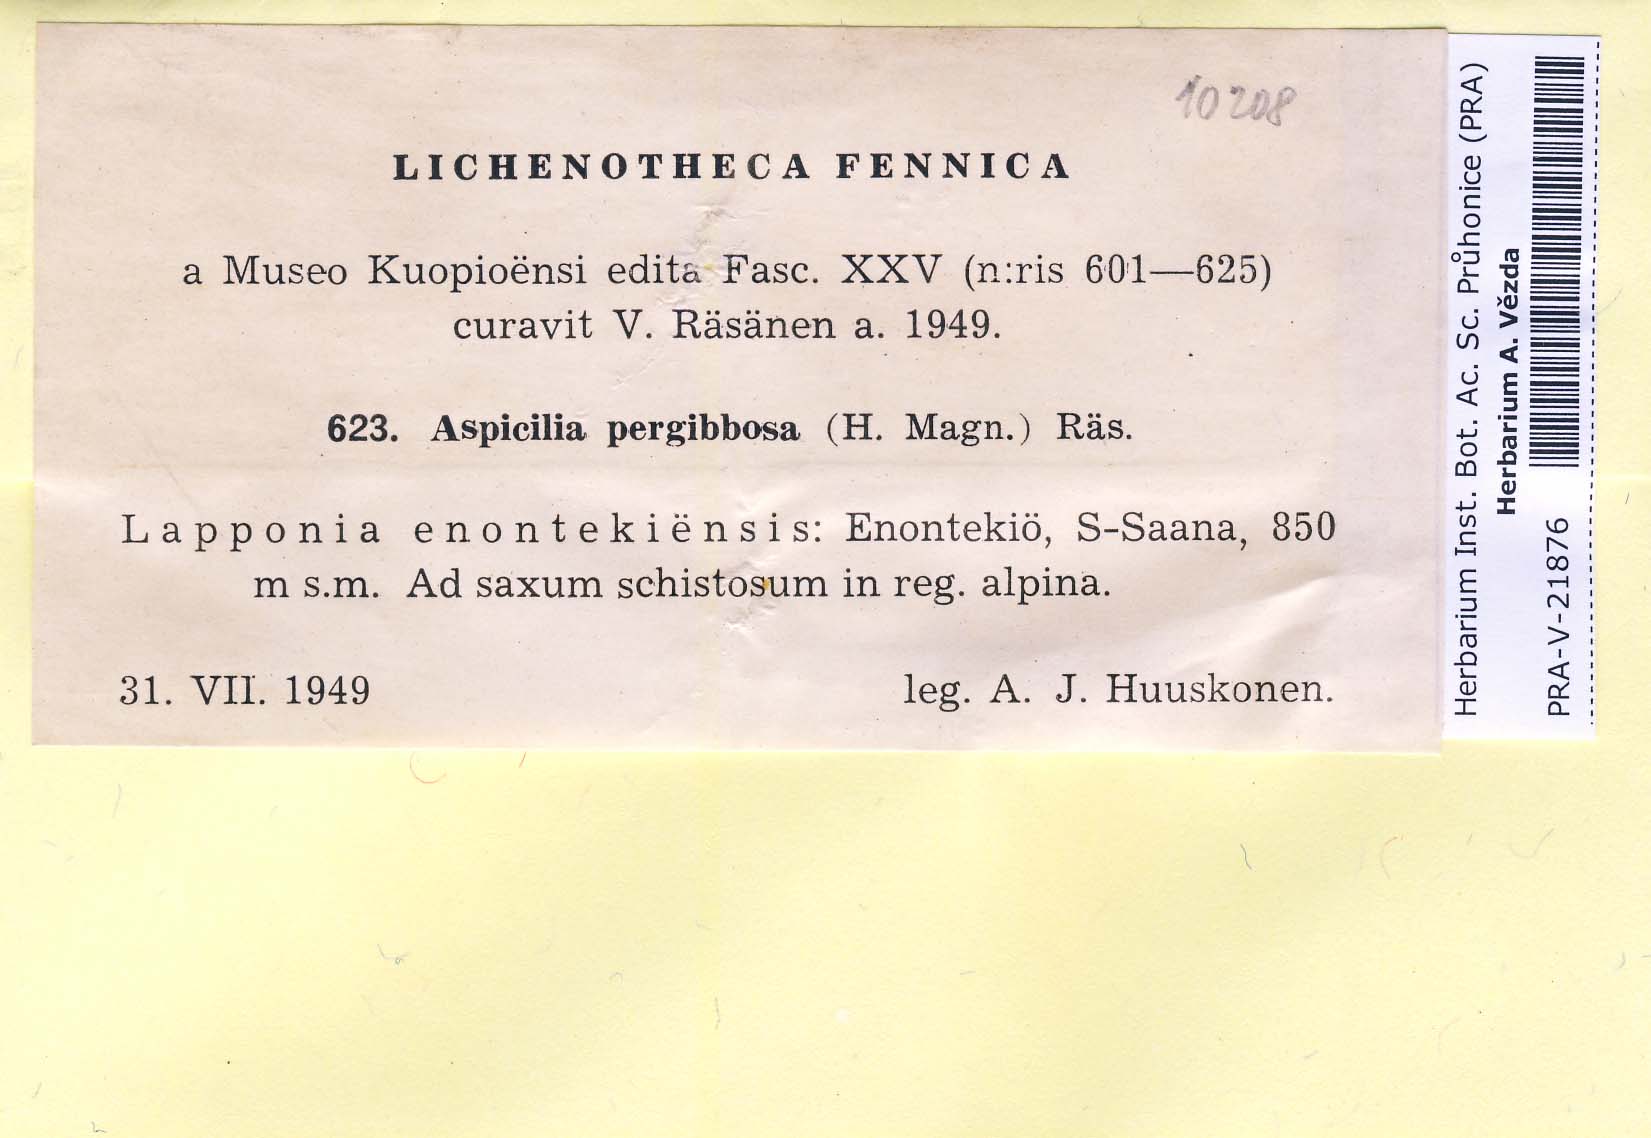 10208
LICHENOTHECA FENNICA
a Museo Kuopioënsi edita Fasc. XXV (n:ris 601—625)
curavit V. Räsänen a. 1949.
623. Aspicilia pergibbosa (H. Magn.) Räs.
Lapponia enontekiënsis: Enontekiö, S-Saana, 850
m s.m. Ad saxum schistosum in reg. alpina.
31. VII. 1949 leg. A. J. Huuskonen.
Herbarium Inst. Bot. Ac. Sc. Průhonice (PRA)
Herbarium A. Vězda
PRA-V-21876